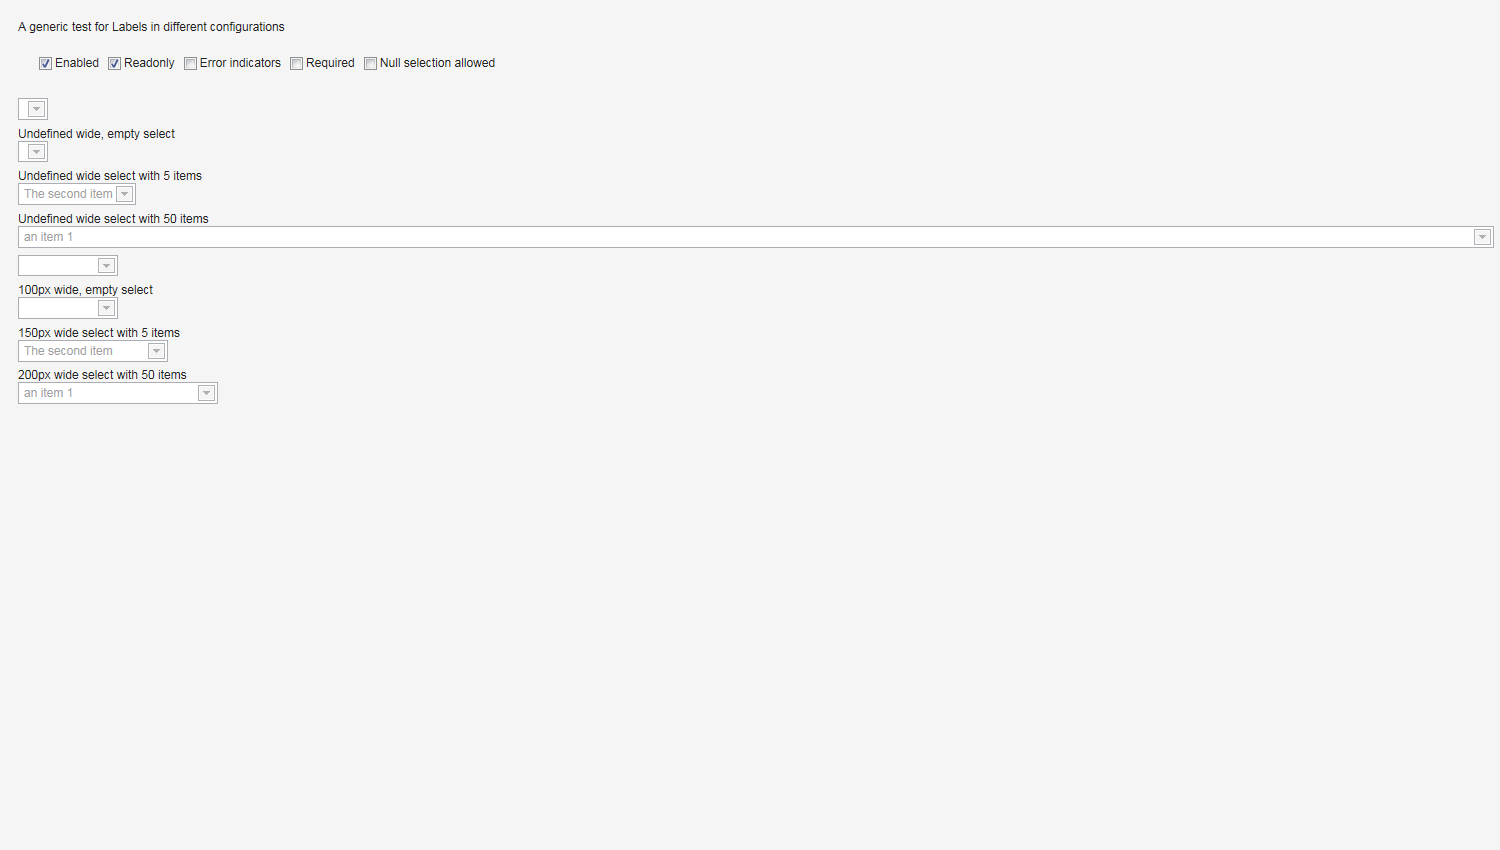 A generic test for Labels in different configurations
Enabled Readonly Error indicators Required Null selection allowed
Undefined wide, empty select
Undefined wide select with 5 items
The second item
Undefined wide select with 50 items
an item 1
100px wide, empty select
150px wide select with 5 items
The second item
200px wide select with 50 items
an item 1